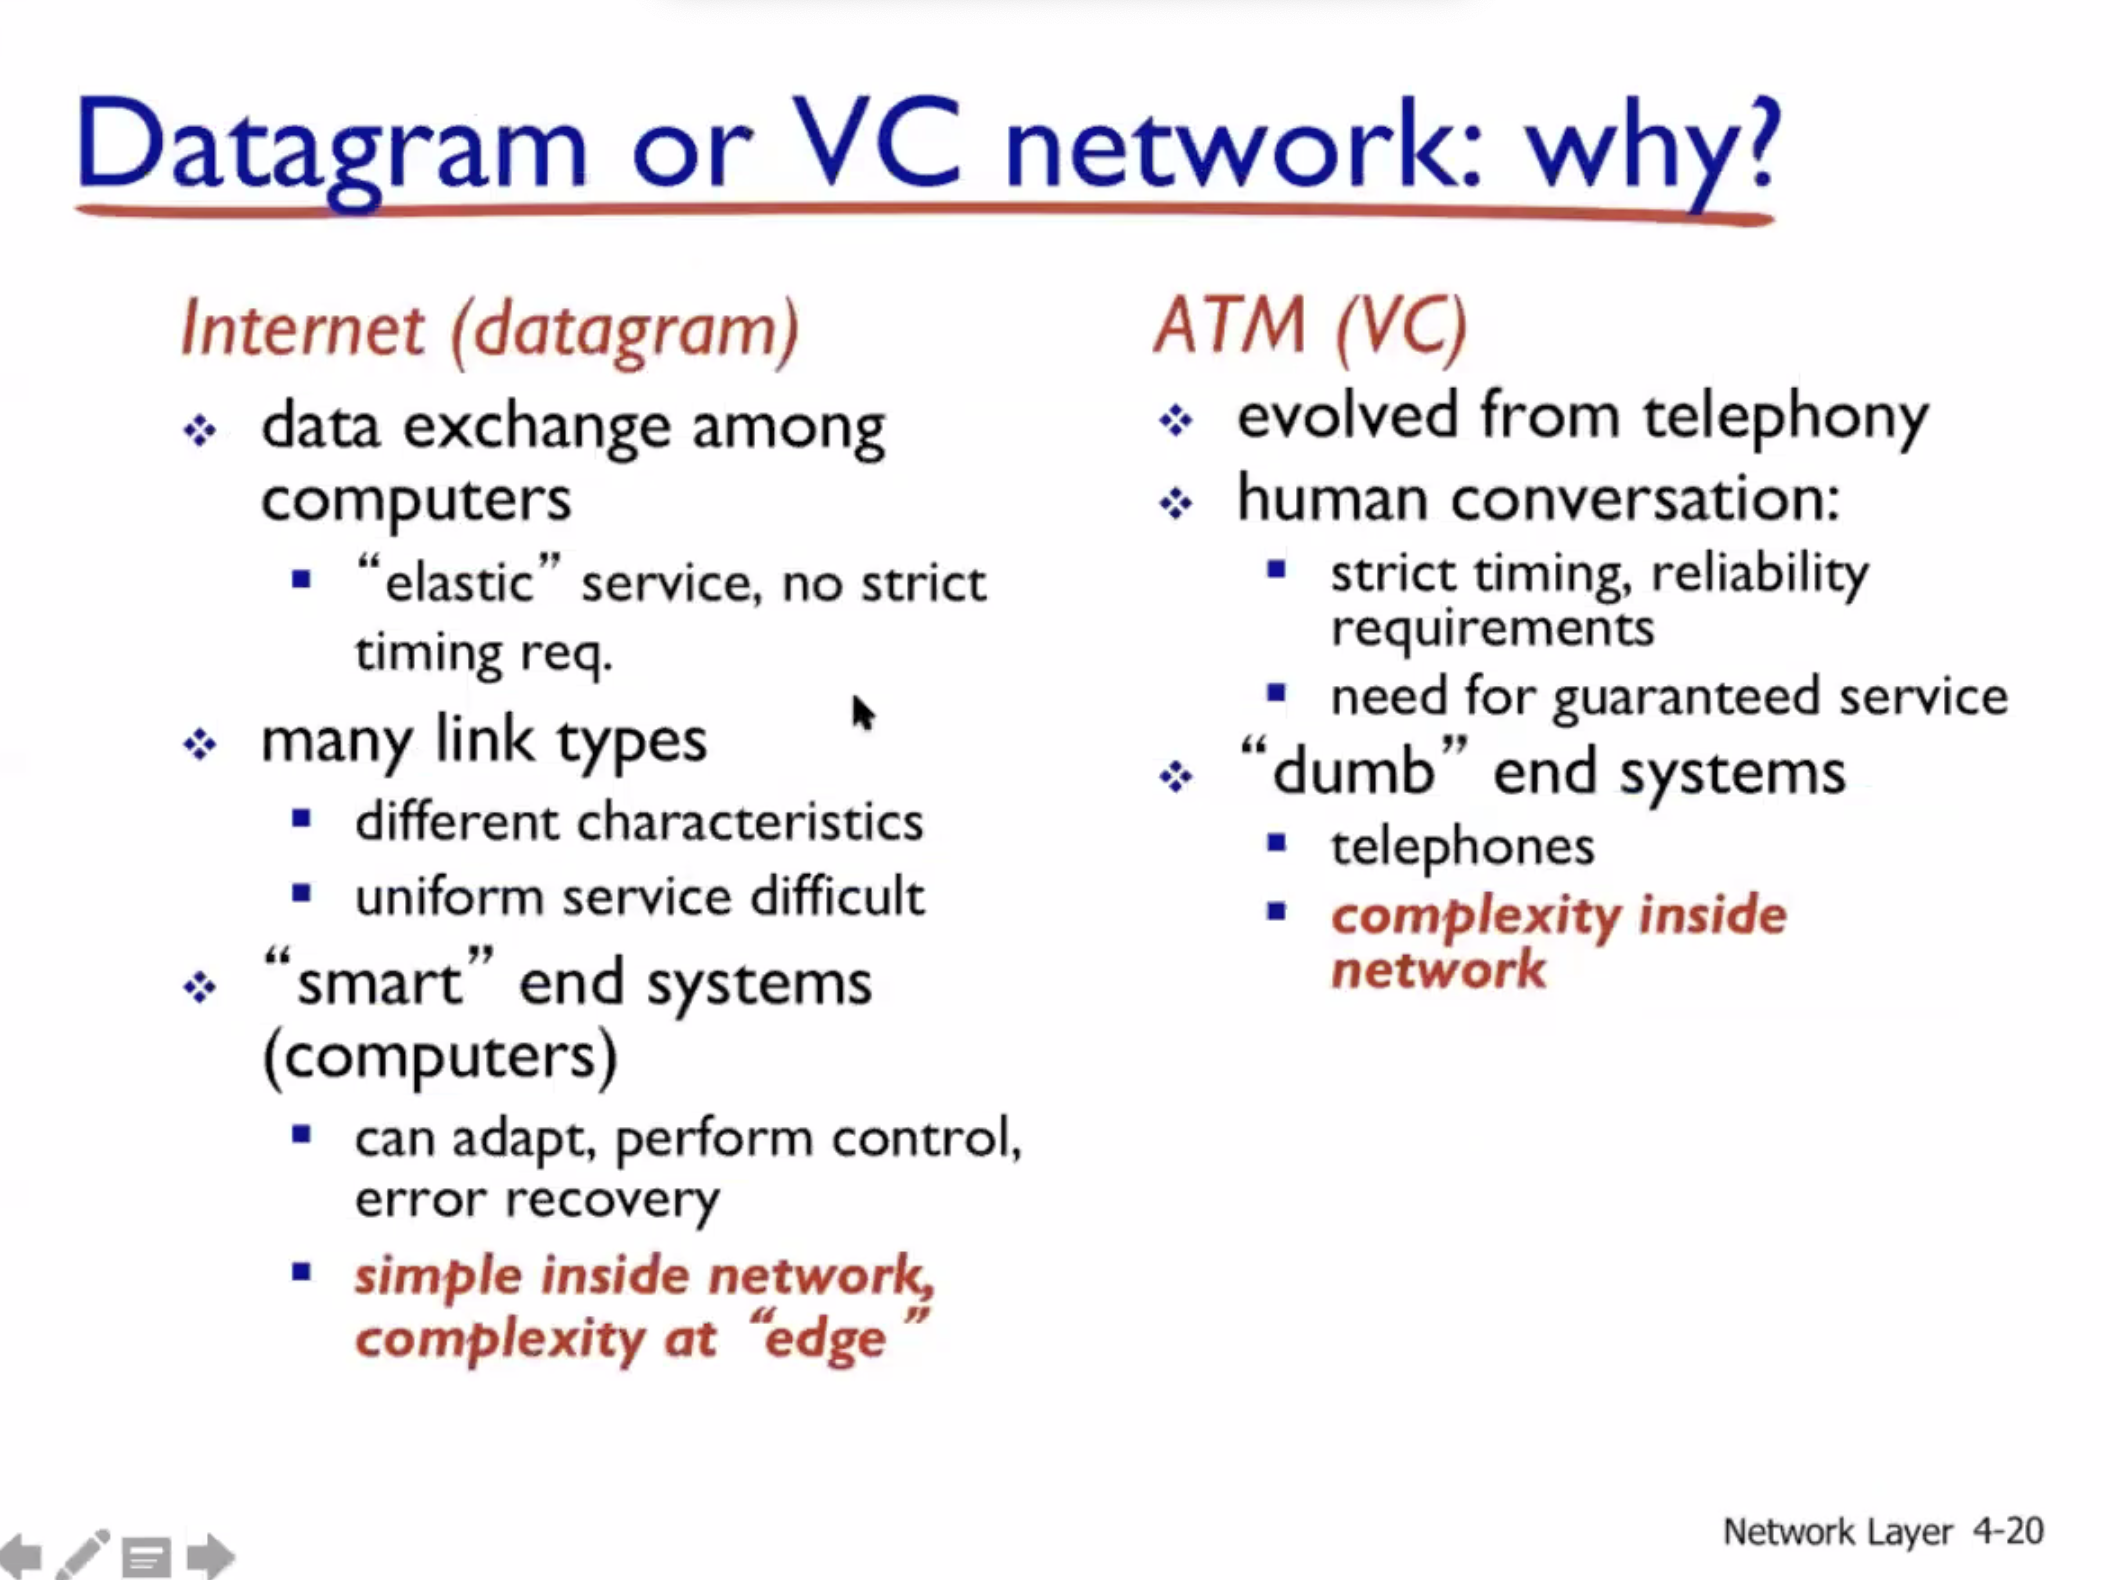 Datagram or VC network: why?
Internet (datagram)
data exchange among
computers
“elastic” service, no strict
timing req.
many link types
different characteristics
uniform service difficult
“smart” end systems
(computers)
can adapt, perform control,
error recovery
simple inside network,
complexity at “edge”
ATM (VC)
evolved from telephony
human conversation:
strict timing, reliability
requirements
need for guaranteed service
“dumb” end systems
telephones
complexity inside
network
Network Layer 4-20